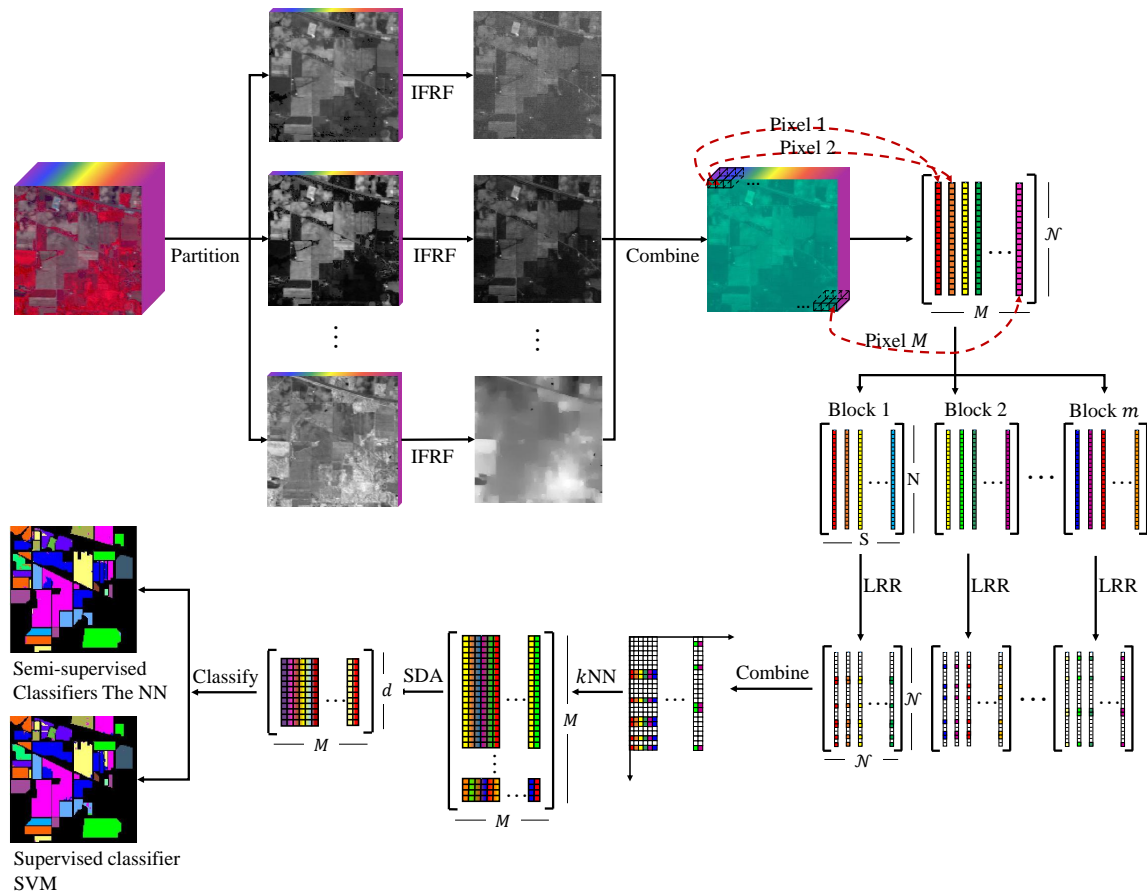 Pixel 1
Pixel 2
IFRF
Partition
IFRF
Combine
⋯
𝒩
M
Pixel M
IFRF
Block 1
Block 2
Block m
N
S
LRR
LRR
LRR
Combine
𝒩
𝒩
kNN
M
M
SDA
d
M
Classify
Semi-supervised
Classifiers The NN
Supervised classifier
SVM